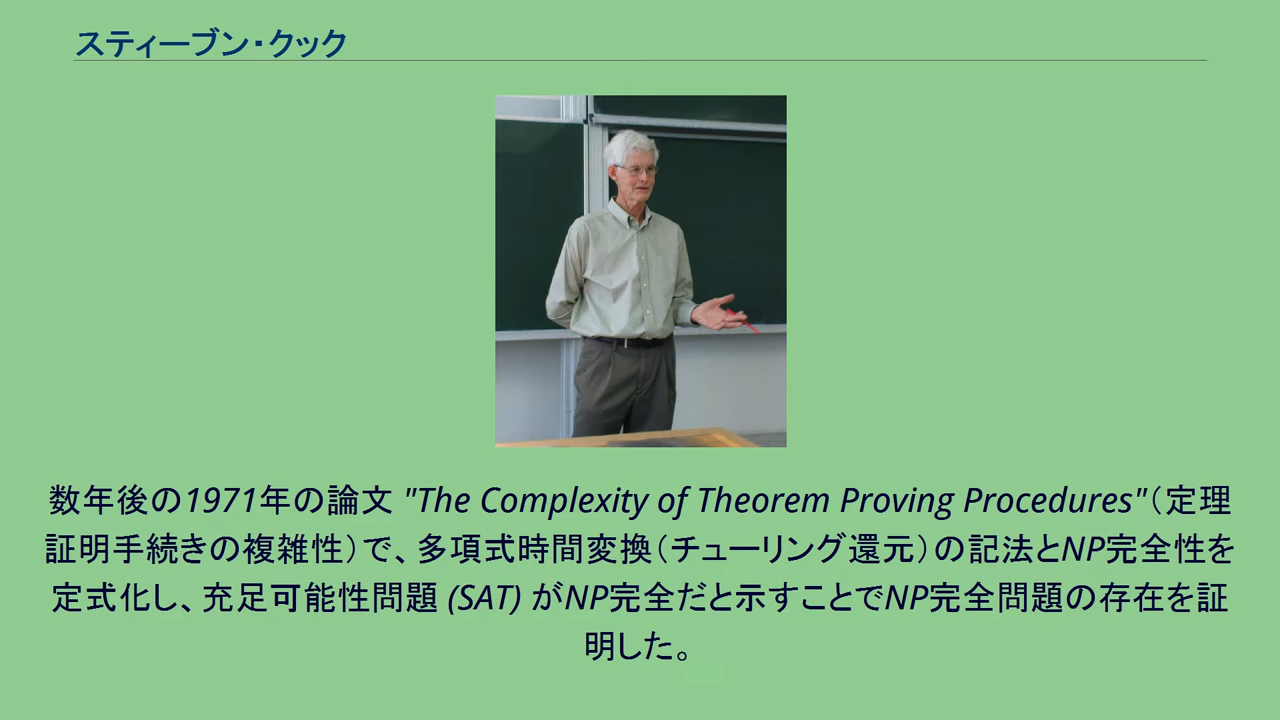 スティーブン・クック
数年後の1971年の論文 "The Complexity of Theorem Proving Procedures"（定理
証明手続きの複雑性）で、多項式時間変換（チューリング還元）の記法とNP完全性を
定式化し、充足可能性問題 (SAT) がNP完全だと示すことでNP完全問題の存在を証
明した。